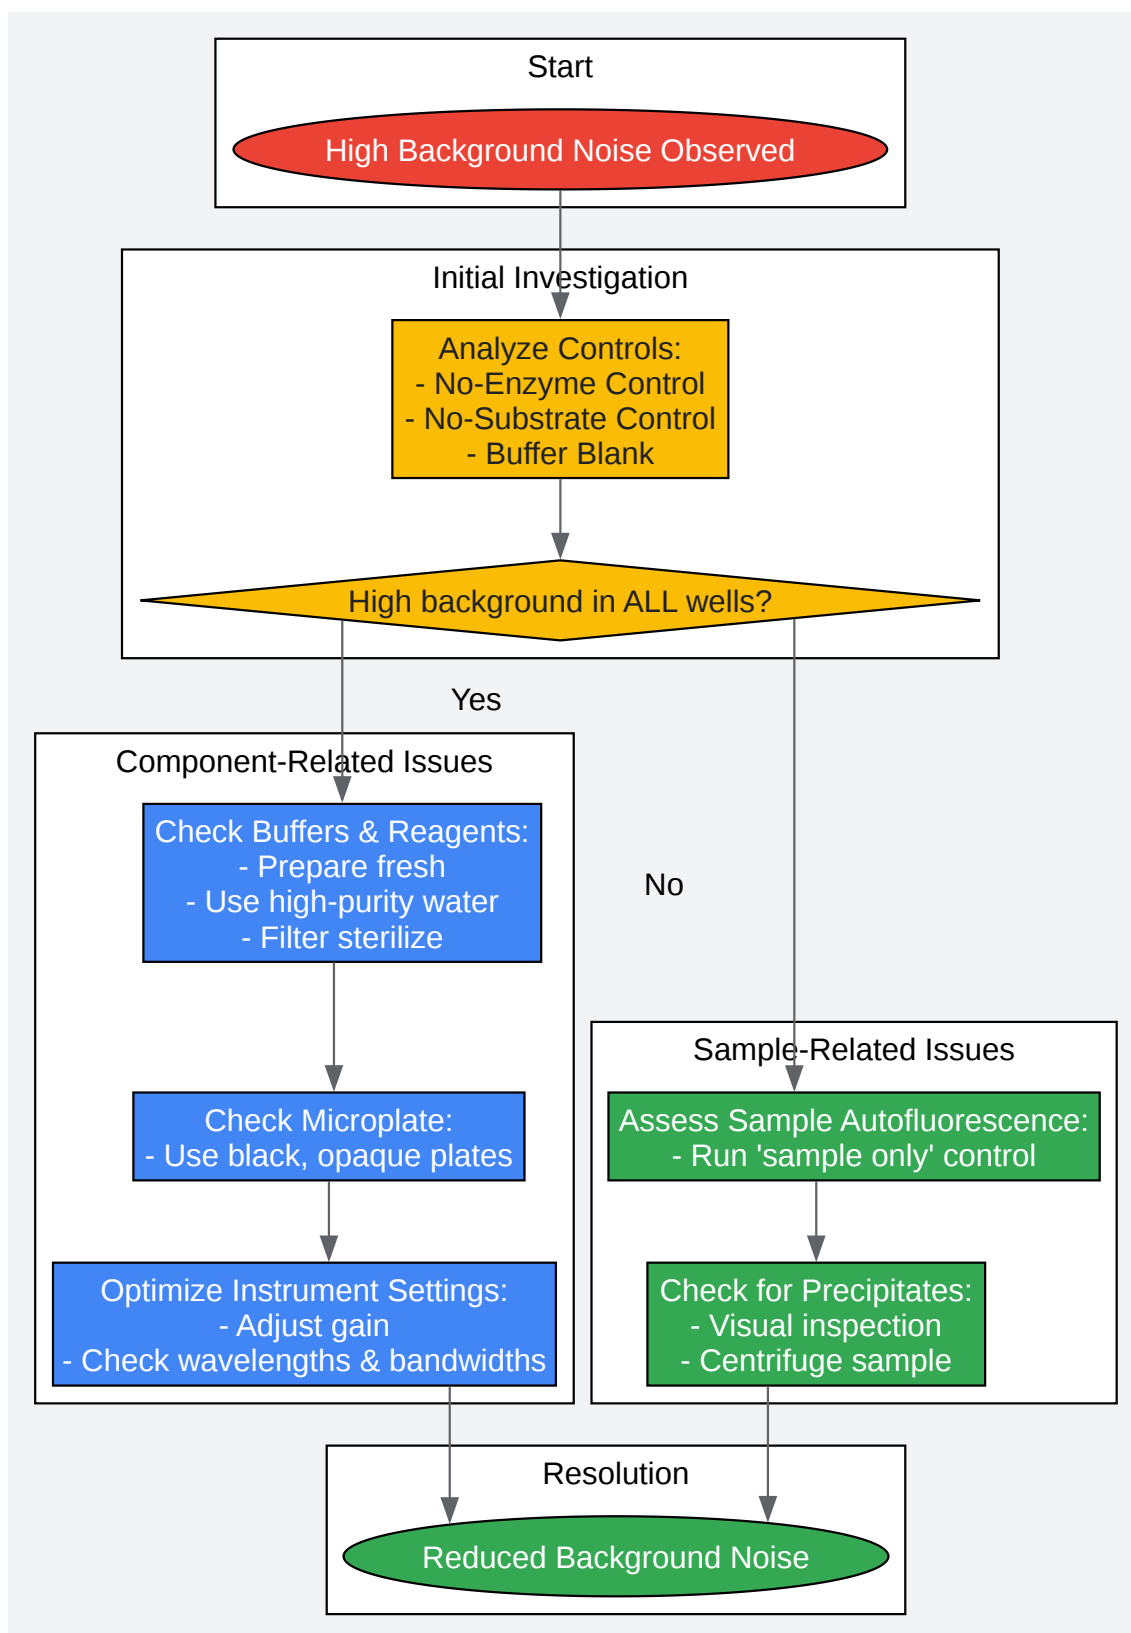 Start
High Background Noise Observed
Initial Investigation
Analyze Controls:
- No-Enzyme Control
- No-Substrate Control
- Buffer Blank
High background in ALL wells?
Yes
Component-Related Issues
Check Buffers & Reagents:
- Prepare fresh
- Use high-purity water
- Filter sterilize
Check Microplate:
- Use black, opaque plates
Optimize Instrument Settings:
- Adjust gain
- Check wavelengths & bandwidths
No
Sample-Related Issues
Assess Sample Autofluorescence:
- Run 'sample only' control
Check for Precipitates:
- Visual inspection
- Centrifuge sample
Resolution
Reduced Background Noise